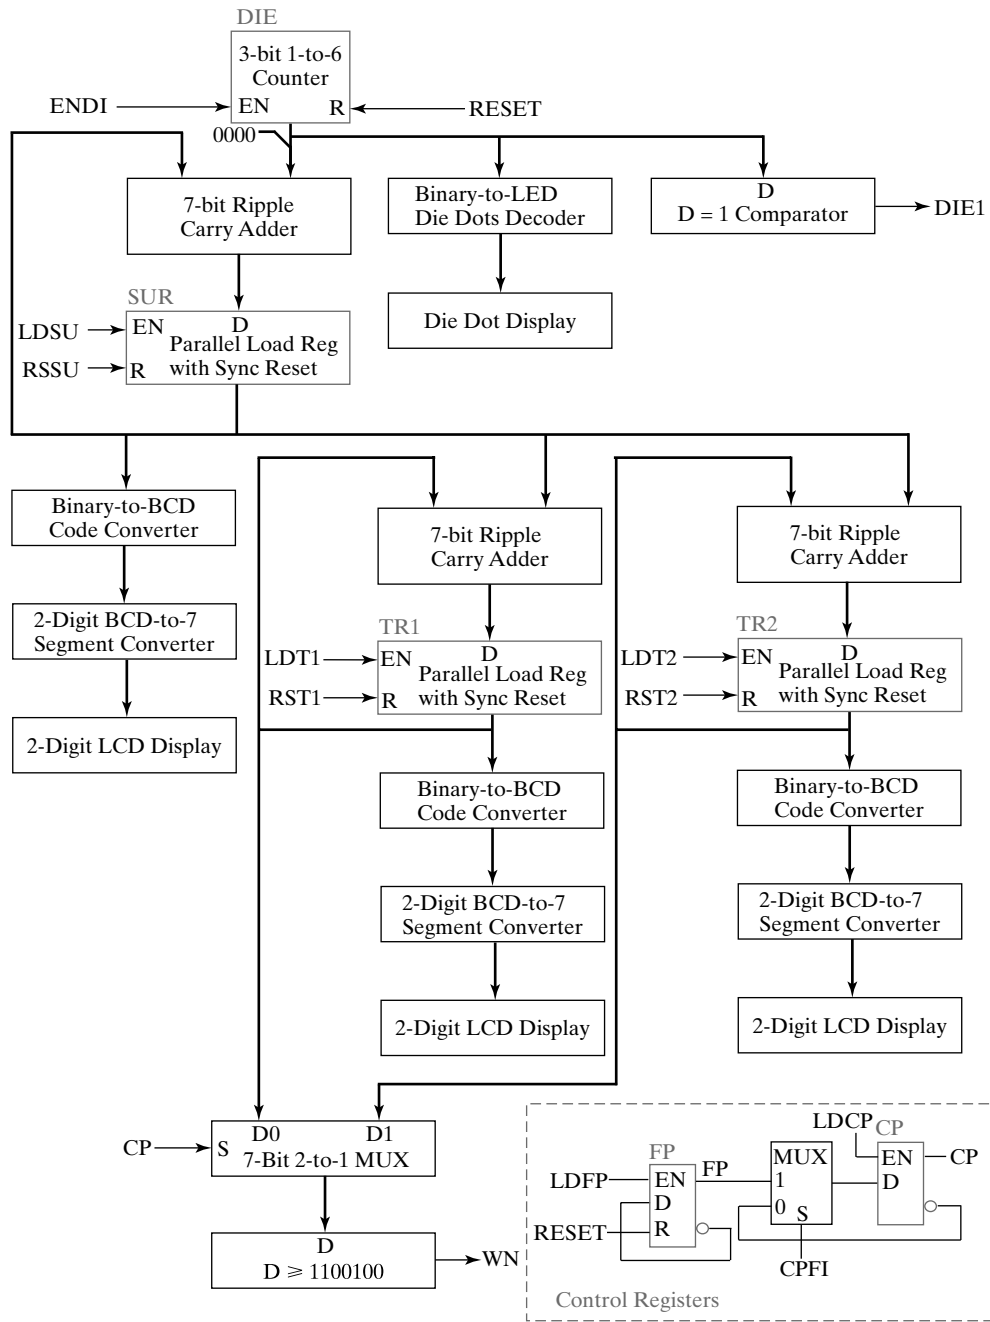 DIE
3-bit 1-to-6
Counter
ENDI
EN
R
RESET
0000
7-bit Ripple
Carry Adder
Binary-to-LED
Die Dots Decoder
D
D = 1 Comparator
DIE1
SUR
LDSU
EN
D
Parallel Load Reg
RSSU
R
with Sync Reset
Die Dot Display
Binary-to-BCD
Code Converter
2-Digit BCD-to-7
Segment Converter
2-Digit LCD Display
7-bit Ripple
Carry Adder
TR1
LDT1
EN
D
Parallel Load Reg
RST1
R
with Sync Reset
Binary-to-BCD
Code Converter
2-Digit BCD-to-7
Segment Converter
2-Digit LCD Display
7-bit Ripple
Carry Adder
TR2
LDT2
EN
D
Parallel Load Reg
RST2
R
with Sync Reset
Binary-to-BCD
Code Converter
2-Digit BCD-to-7
Segment Converter
2-Digit LCD Display
CP
S
D0
D1
7-Bit 2-to-1 MUX
D
D ⩾ 1100100
WN
FP
LDFP
EN
D
RESET
R
FP
MUX
1
0
S
CPFI
LDCP
CP
EN
D
CP
Control Registers